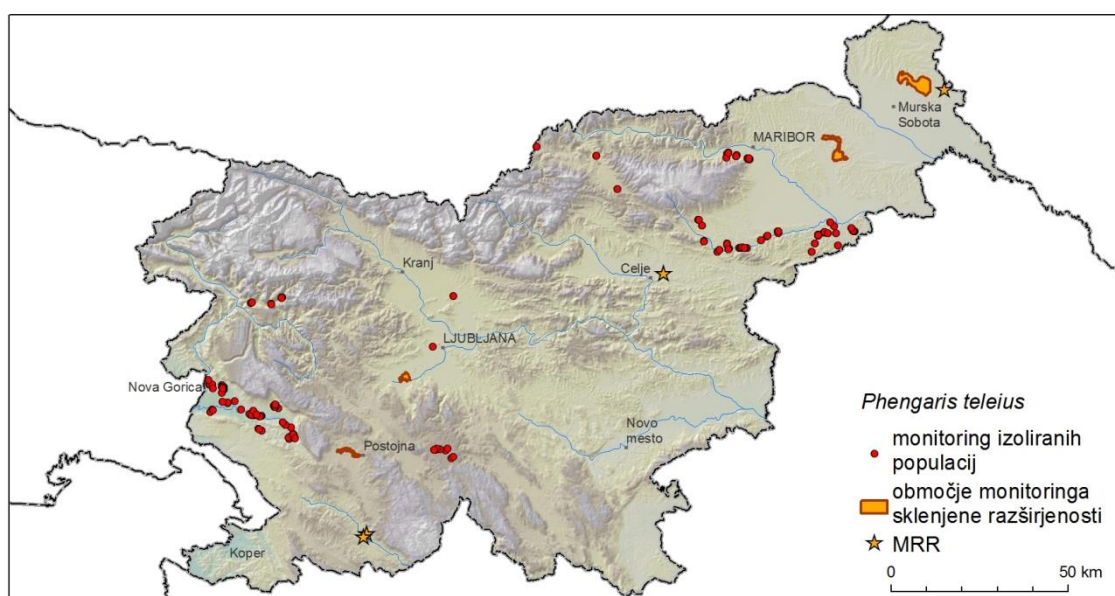 Murska
Sobota
MARIBOR
Celje
Kranj
LJUBLJANA
Nova Gorica
Novo
mesto
Postojna
Koper
Phengaris teleius
monitoring izoliranih
populacij
območje monitoringa
sklenjene razširjenosti
MRR
0 50 km